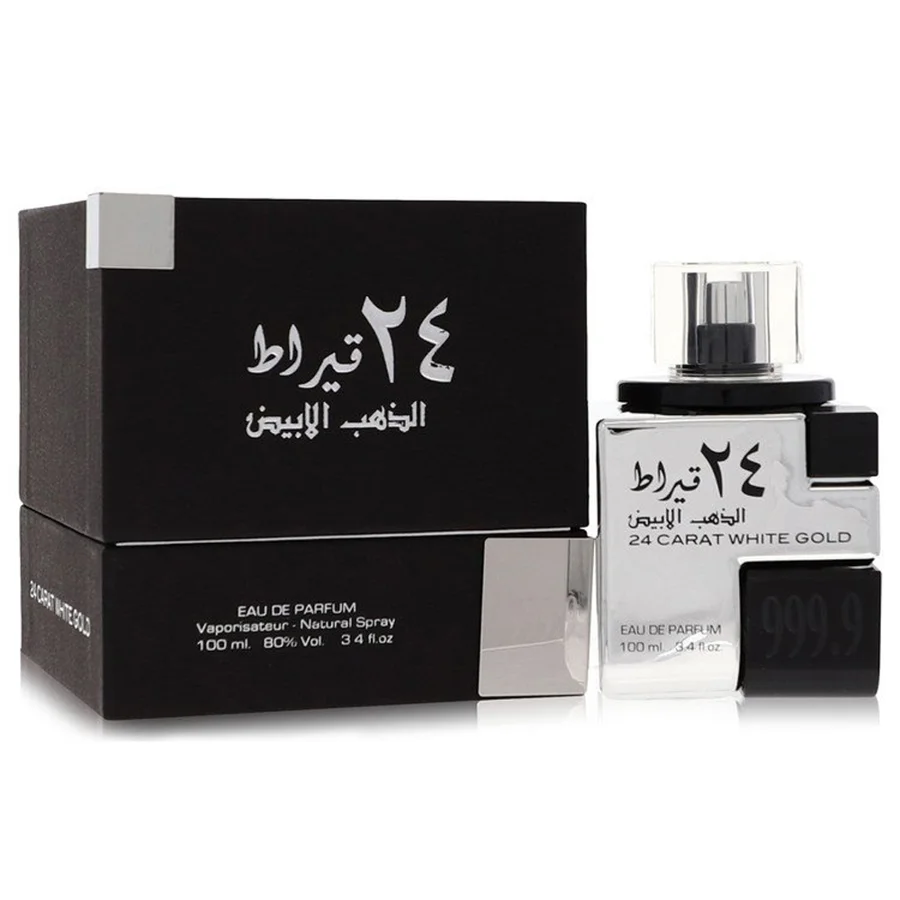 ٢٤ قيراط
الذهب الابيض
24 CARAT WHITE GOLD
EAU DE PARFUM
Vaporisateur - Natural Spray
100 ml. 80% Vol. 3.4 fl.oz
٢٤ قيراط
الذهب الابيض
24 CARAT WHITE GOLD
EAU DE PARFUM
100 ml. 3.4 fl.oz
999.9